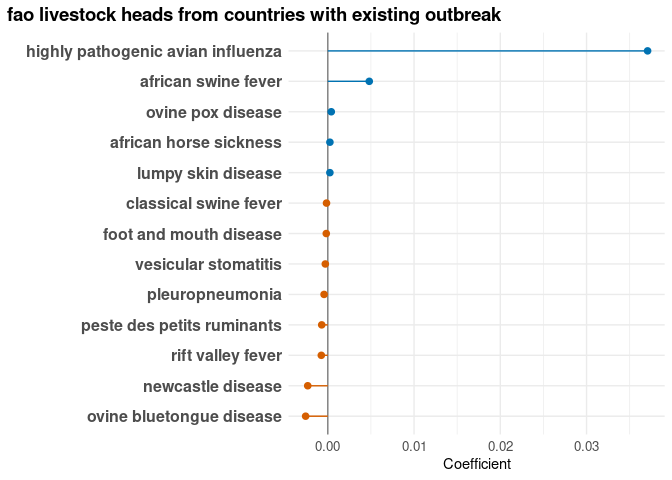 fao livestock heads from countries with existing outbreak
highly pathogenic avian influenza
african swine fever
ovine pox disease
african horse sickness
lumpy skin disease
classical swine fever
foot and mouth disease
vesicular stomatitis
pleuropneumonia
peste des petits ruminants
rift valley fever
newcastle disease
ovine bluetongue disease
0.00 0.01 0.02 0.03
Coefficient